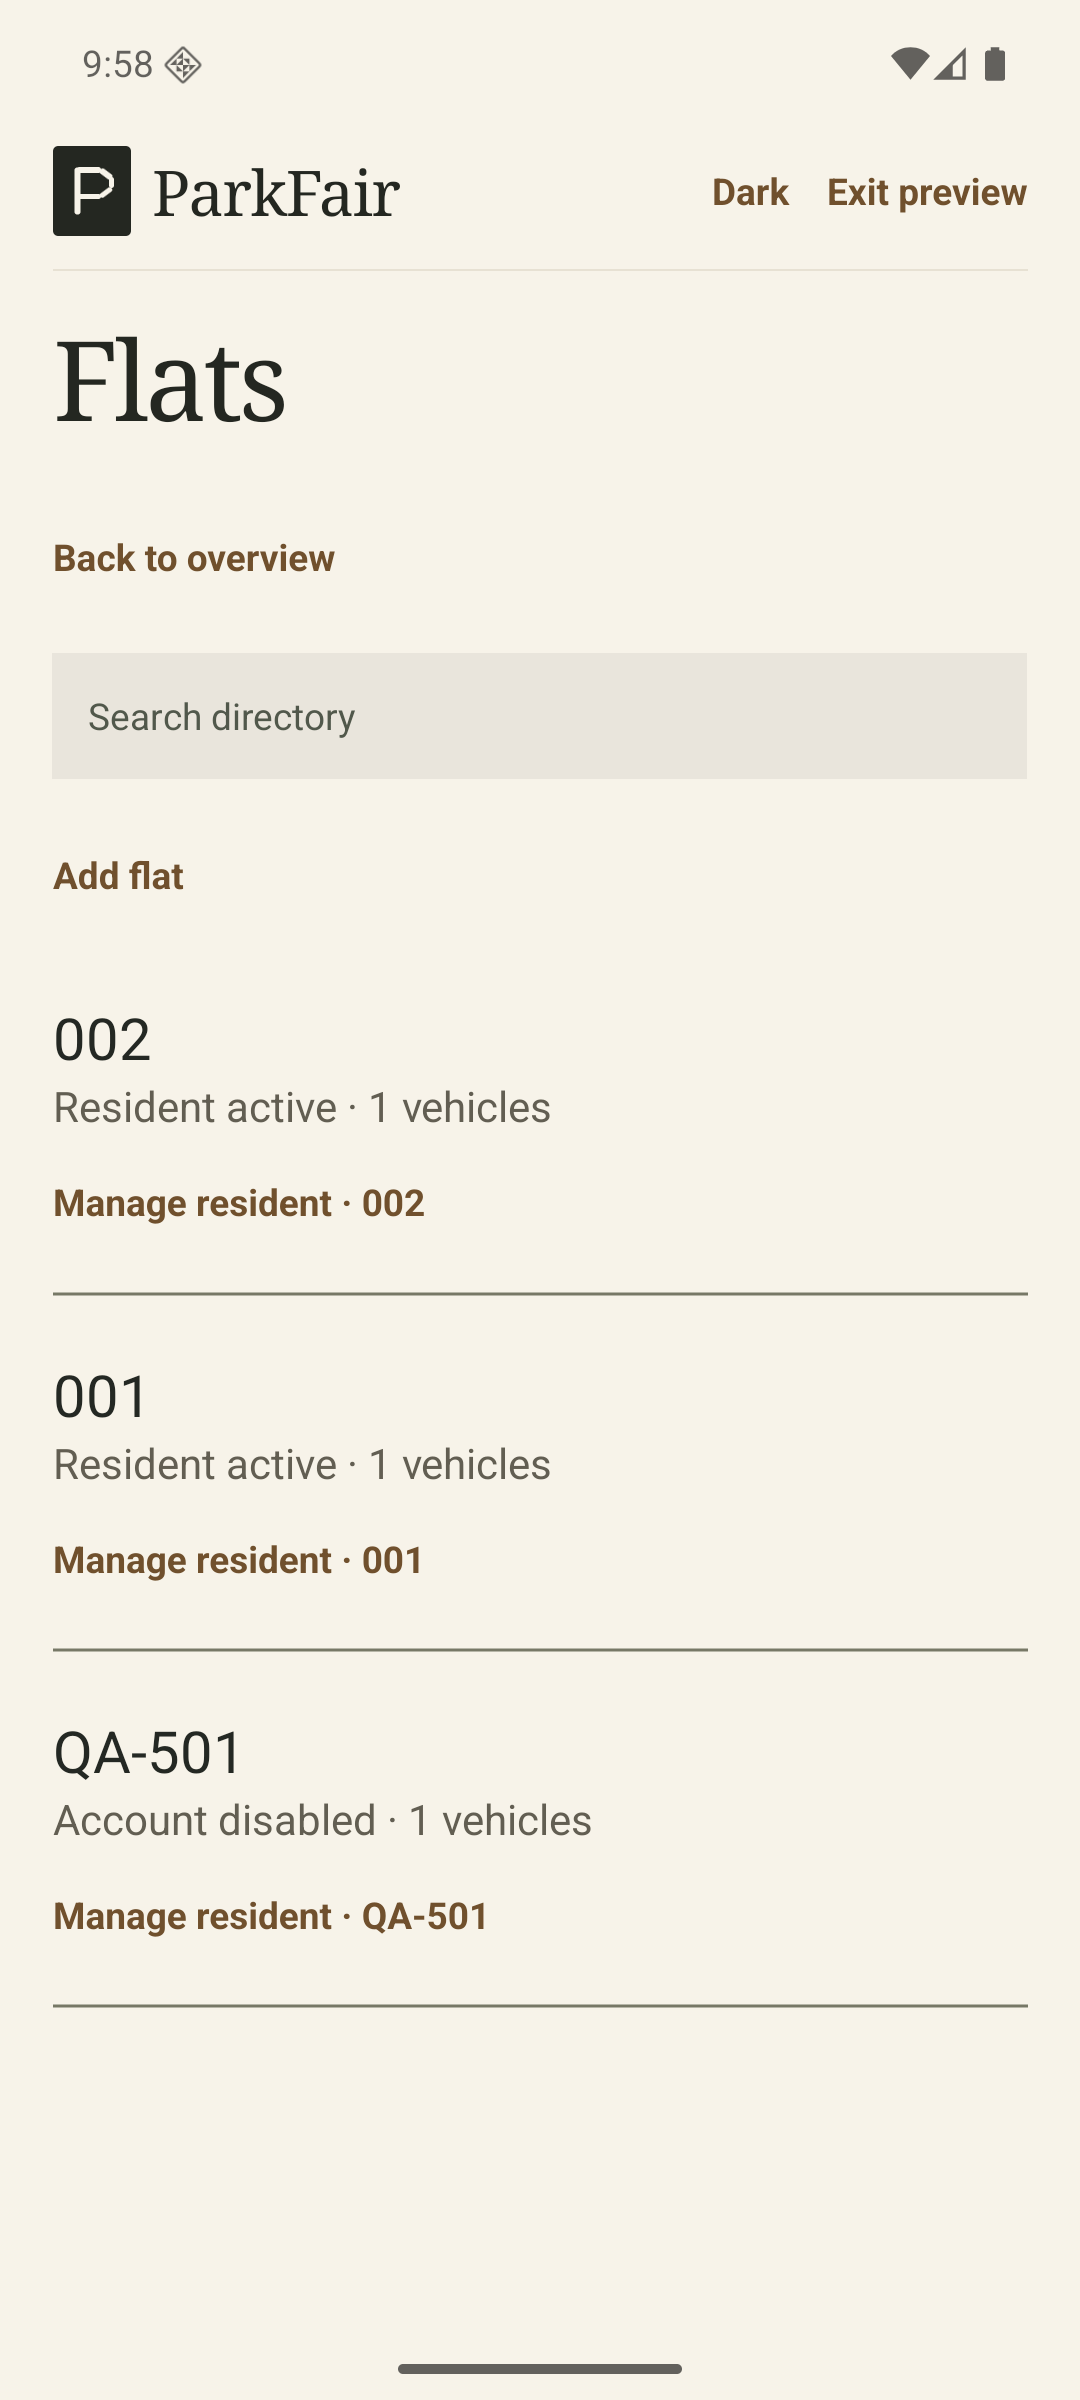 9:58
P ParkFair
Dark Exit preview
Flats
Back to overview
Search directory
Add flat
002
Resident active · 1 vehicles
Manage resident · 002
001
Resident active · 1 vehicles
Manage resident · 001
QA-501
Account disabled · 1 vehicles
Manage resident · QA-501